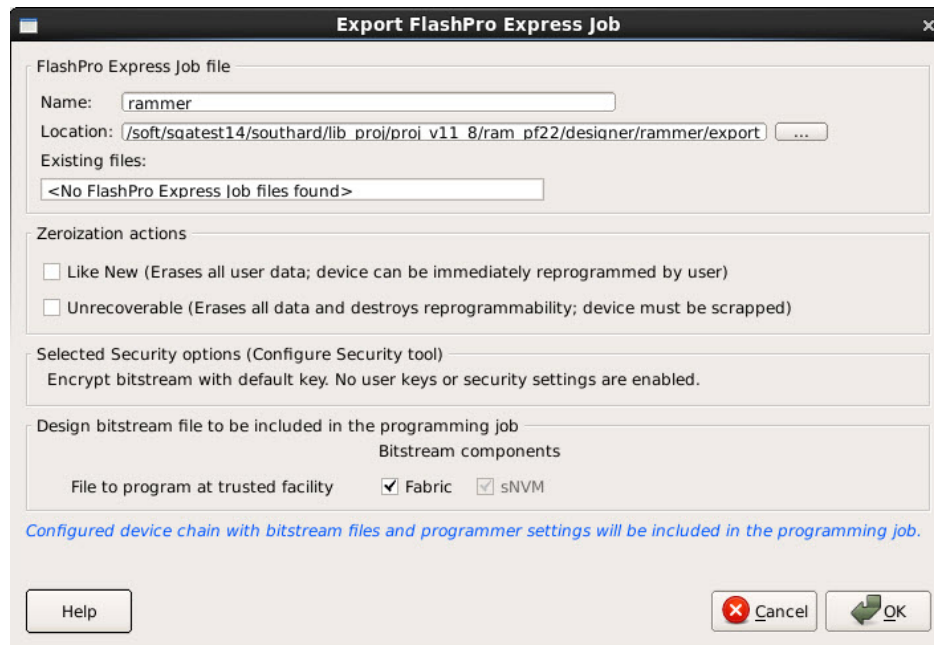 Export FlashPro Express Job
FlashPro Express Job file
Name: rammer
Location: /soft/sqatest14/southard/lib_proj/proj_v11_8/ram_pf22/designer/rammer/export ...
Existing files:
<No FlashPro Express Job files found>
Zeroization actions
Like New (Erases all user data; device can be immediately reprogrammed by user)
Unrecoverable (Erases all data and destroys reprogrammability; device must be scrapped)
Selected Security options (Configure Security tool)
Encrypt bitstream with default key. No user keys or security settings are enabled.
Design bitstream file to be included in the programming job
Bitstream components
File to program at trusted facility Fabric sNVM
Configured device chain with bitstream files and programmer settings will be included in the programming job.
Help Cancel OK